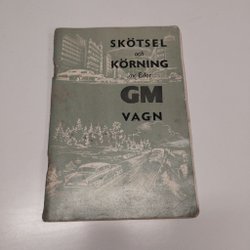 SKÖTSEL
och
KÖRNING
av Eder
GM
VAGN